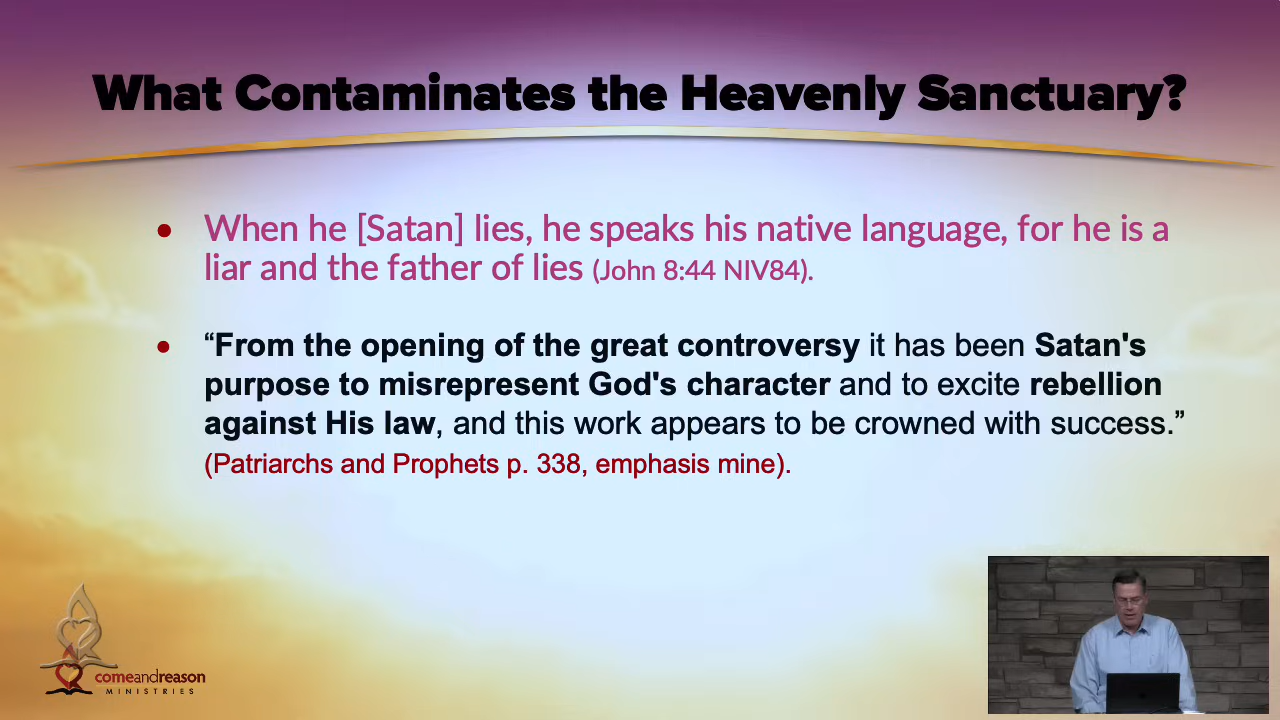 What Contaminates the Heavenly Sanctuary?
• When he [Satan] lies, he speaks his native language, for he is a
liar and the father of lies (John 8:44 NIV84).
• “From the opening of the great controversy it has been Satan's
purpose to misrepresent God's character and to excite rebellion
against His law, and this work appears to be crowned with success.”
(Patriarchs and Prophets p. 338, emphasis mine).
comeandreason
MINISTRIES